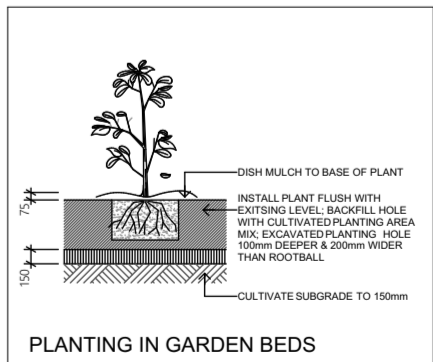 DISH MULCH TO BASE OF PLANT
75
INSTALL PLANT FLUSH WITH
EXITSING LEVEL; BACKFILL HOLE
WITH CULTIVATED PLANTING AREA
MIX; EXCAVATED PLANTING HOLE
100mm DEEPER & 200mm WIDER
THAN ROOTBALL
150
CULTIVATE SUBGRADE TO 150mm
PLANTING IN GARDEN BEDS